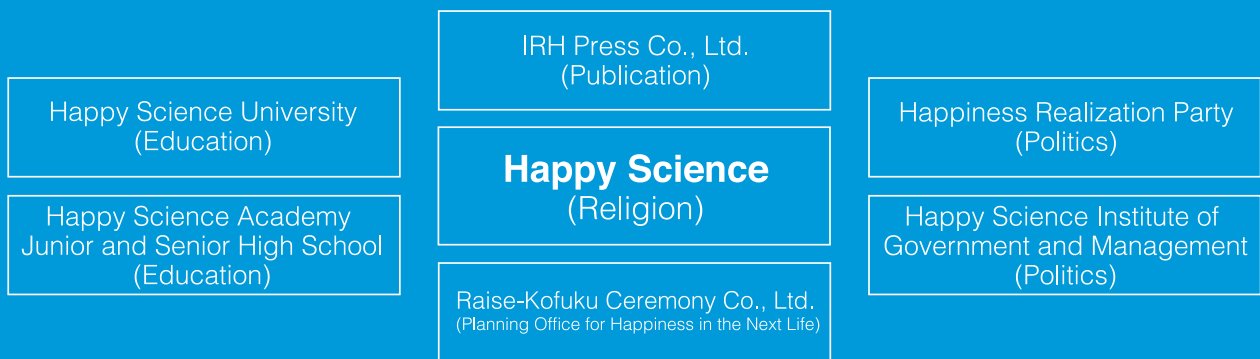 IRH Press Co., Ltd.
(Publication)
Happy Science University
(Education)
Happiness Realization Party
(Politics)
Happy Science
(Religion)
Happy Science Academy
Junior and Senior High School
(Education)
Happy Science Institute of
Government and Management
(Politics)
Raise-Kofuku Ceremony Co., Ltd.
(Planning Office for Happiness in the Next Life)